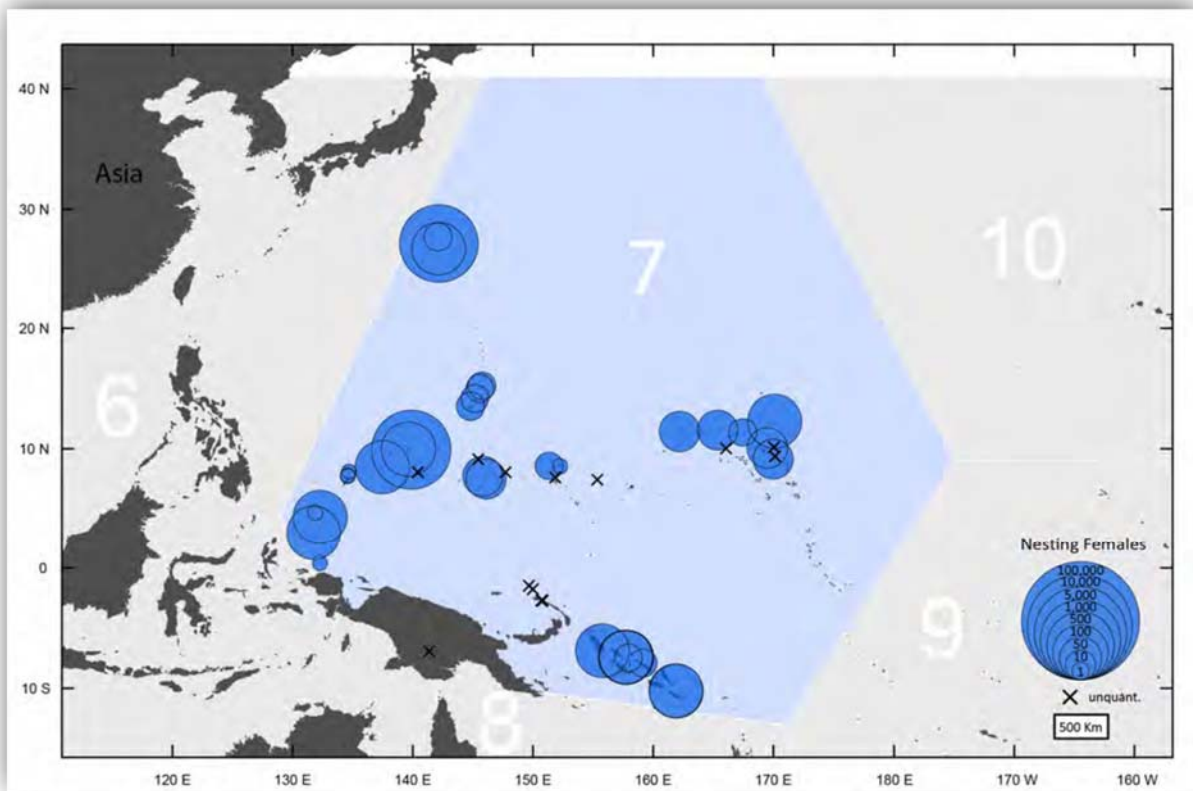 40 N
30 N
20 N
10 N
0
10 S
Asia
6
7
10
9
8
Nesting Females
100,000
10,000
5,000
1,000
500
100
50
10
1
unquant.
500 Km
120 E
130 E
140 E
150 E
160 E
170 E
180 E
170 W
160 W